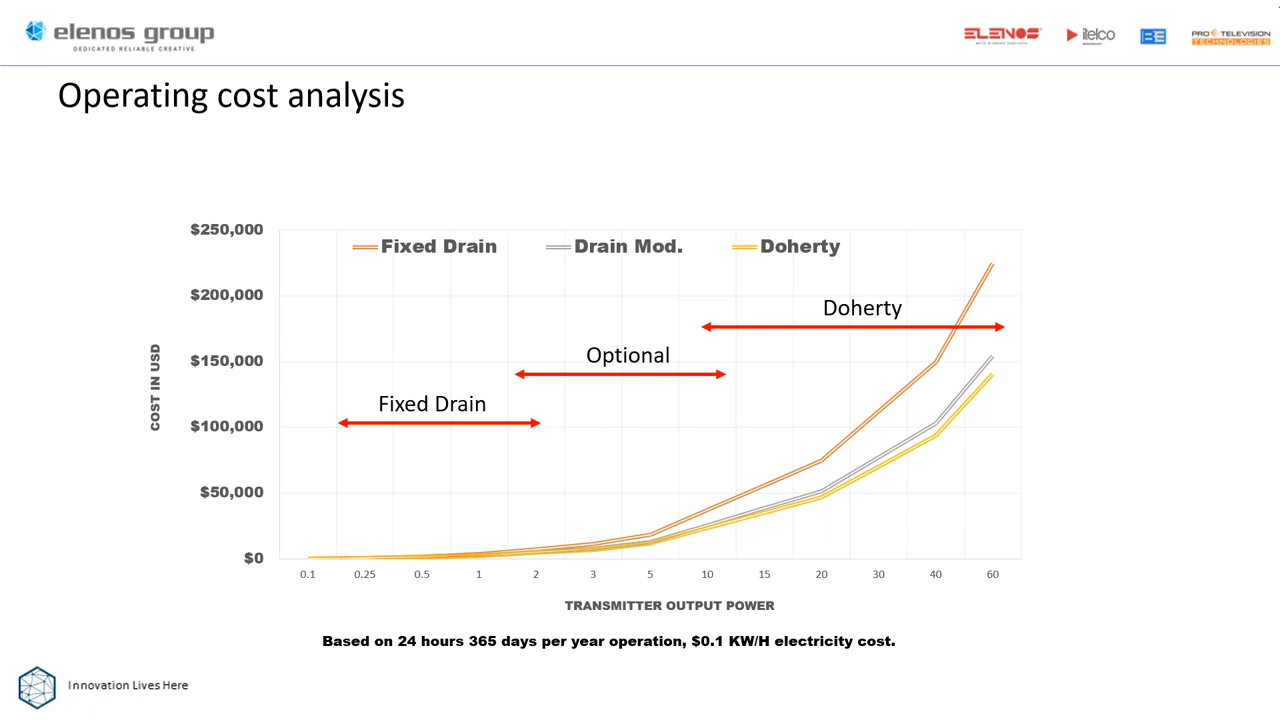 elenos group
DEDICATED RELIABLE CREATIVE
ELENOS
itelco
BE
PRO TELEVISION
TECHNOLOGIES
Operating cost analysis
$250,000
$200,000
$150,000
$100,000
$50,000
$0
COST IN USD
Fixed Drain
Drain Mod.
Doherty
Doherty
Optional
Fixed Drain
0.1 0.25 0.5 1 2 3 5 10 15 20 30 40 60
TRANSMITTER OUTPUT POWER
Based on 24 hours 365 days per year operation, $0.1 KW/H electricity cost.
Innovation Lives Here